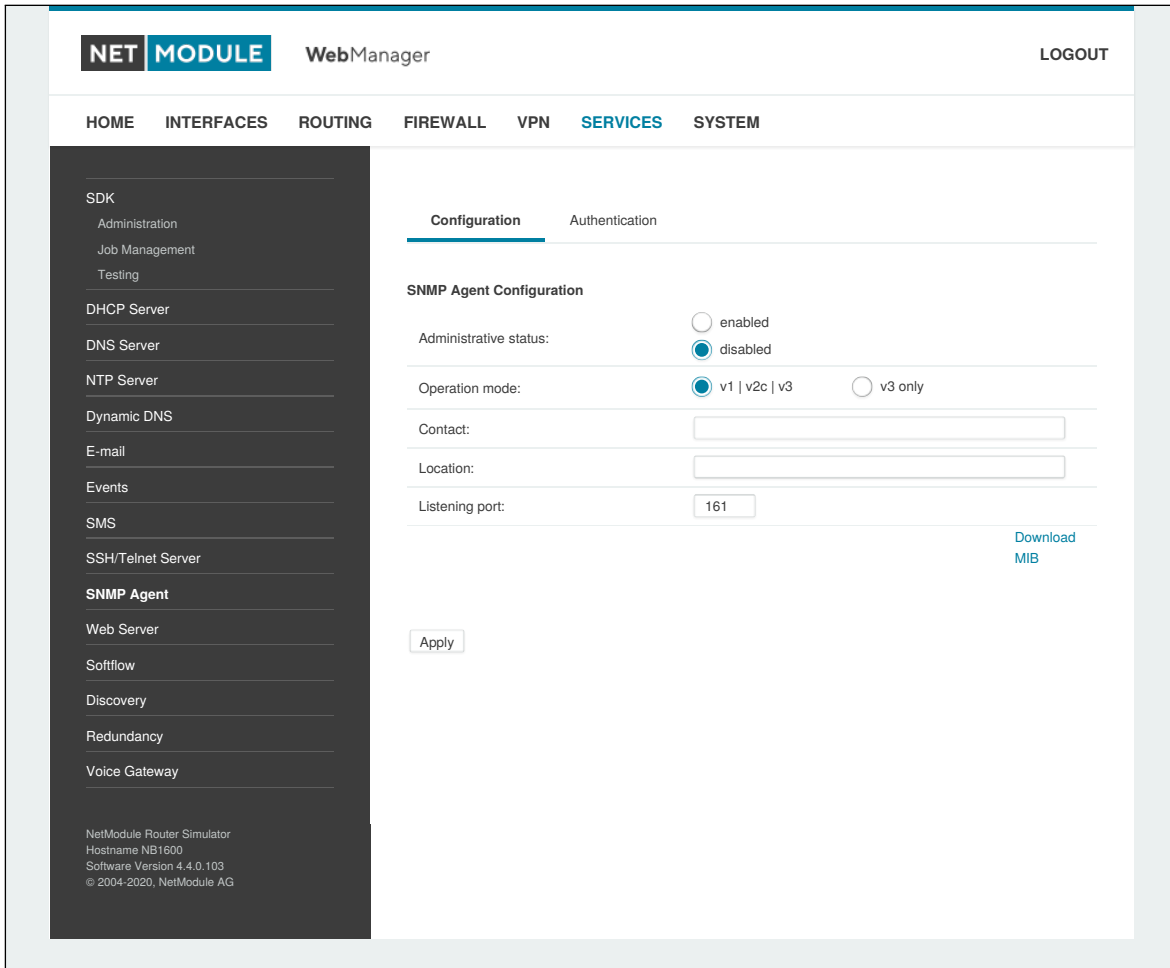 NET MODULE WebManager LOGOUT
HOME INTERFACES ROUTING FIREWALL VPN SERVICES SYSTEM
SDK
Administration
Job Management
Testing
DHCP Server
DNS Server
NTP Server
Dynamic DNS
E-mail
Events
SMS
SSH/Telnet Server
SNMP Agent
Web Server
Softflow
Discovery
Redundancy
Voice Gateway
NetModule Router Simulator
Hostname NB1600
Software Version 4.4.0.103
© 2004-2020, NetModule AG
Configuration Authentication
SNMP Agent Configuration
Administrative status: enabled
disabled
Operation mode: v1 | v2c | v3 v3 only
Contact:
Location:
Listening port: 161
Download
MIB
Apply